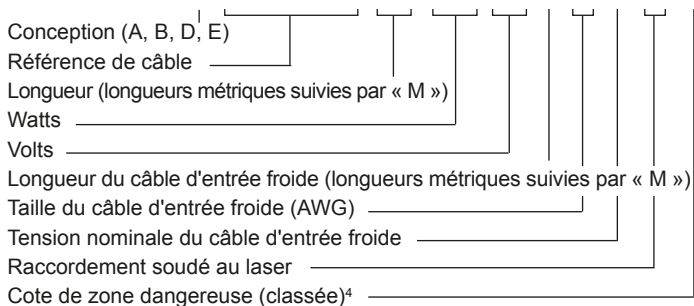 Conception (A, B, D, E)
Référence de câble
Longueur (longueurs métriques suivies par « M »)
Watts
Volts
Longueur du câble d'entrée froide (longueurs métriques suivies par « M »)
Taille du câble d'entrée froide (AWG)
Tension nominale du câble d'entrée froide
Raccordement soudé au laser
Cote de zone dangereuse (classée)⁴